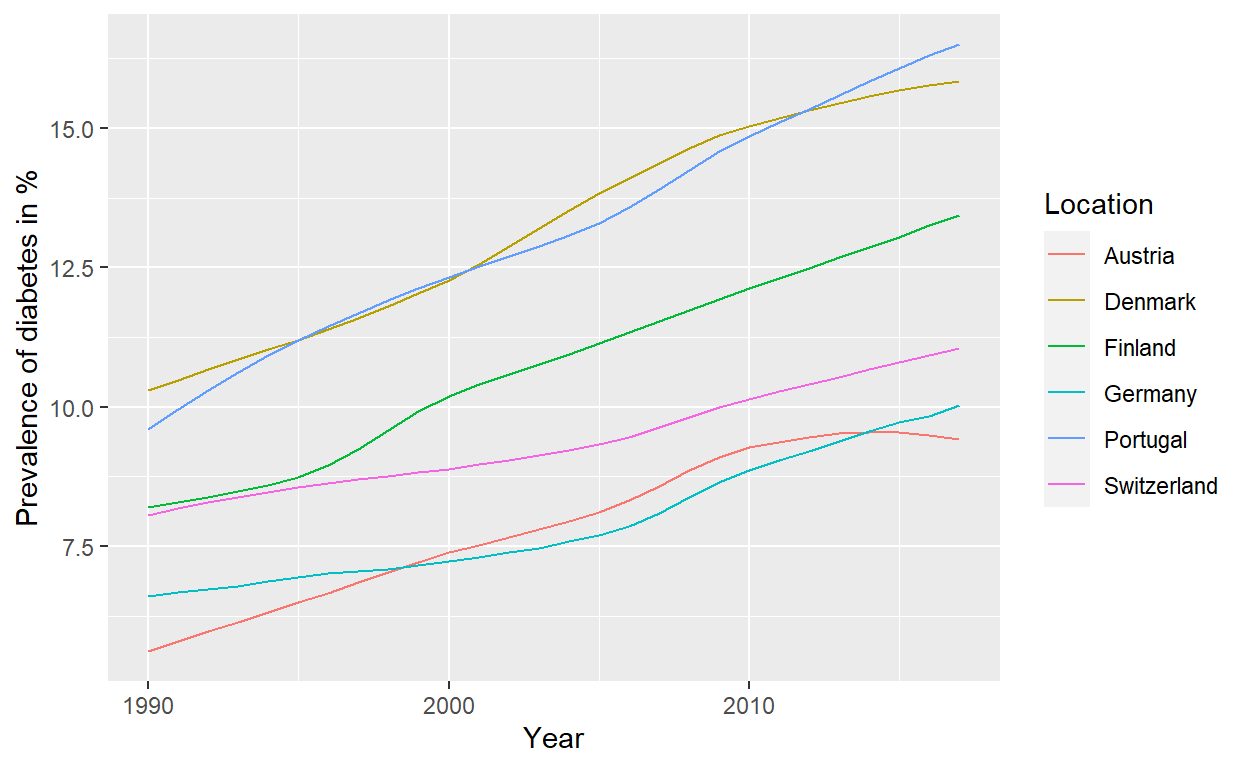 Prevalence of diabetes in %
15.0
12.5
10.0
7.5
1990 2000 2010
Year
Location
Austria
Denmark
Finland
Germany
Portugal
Switzerland